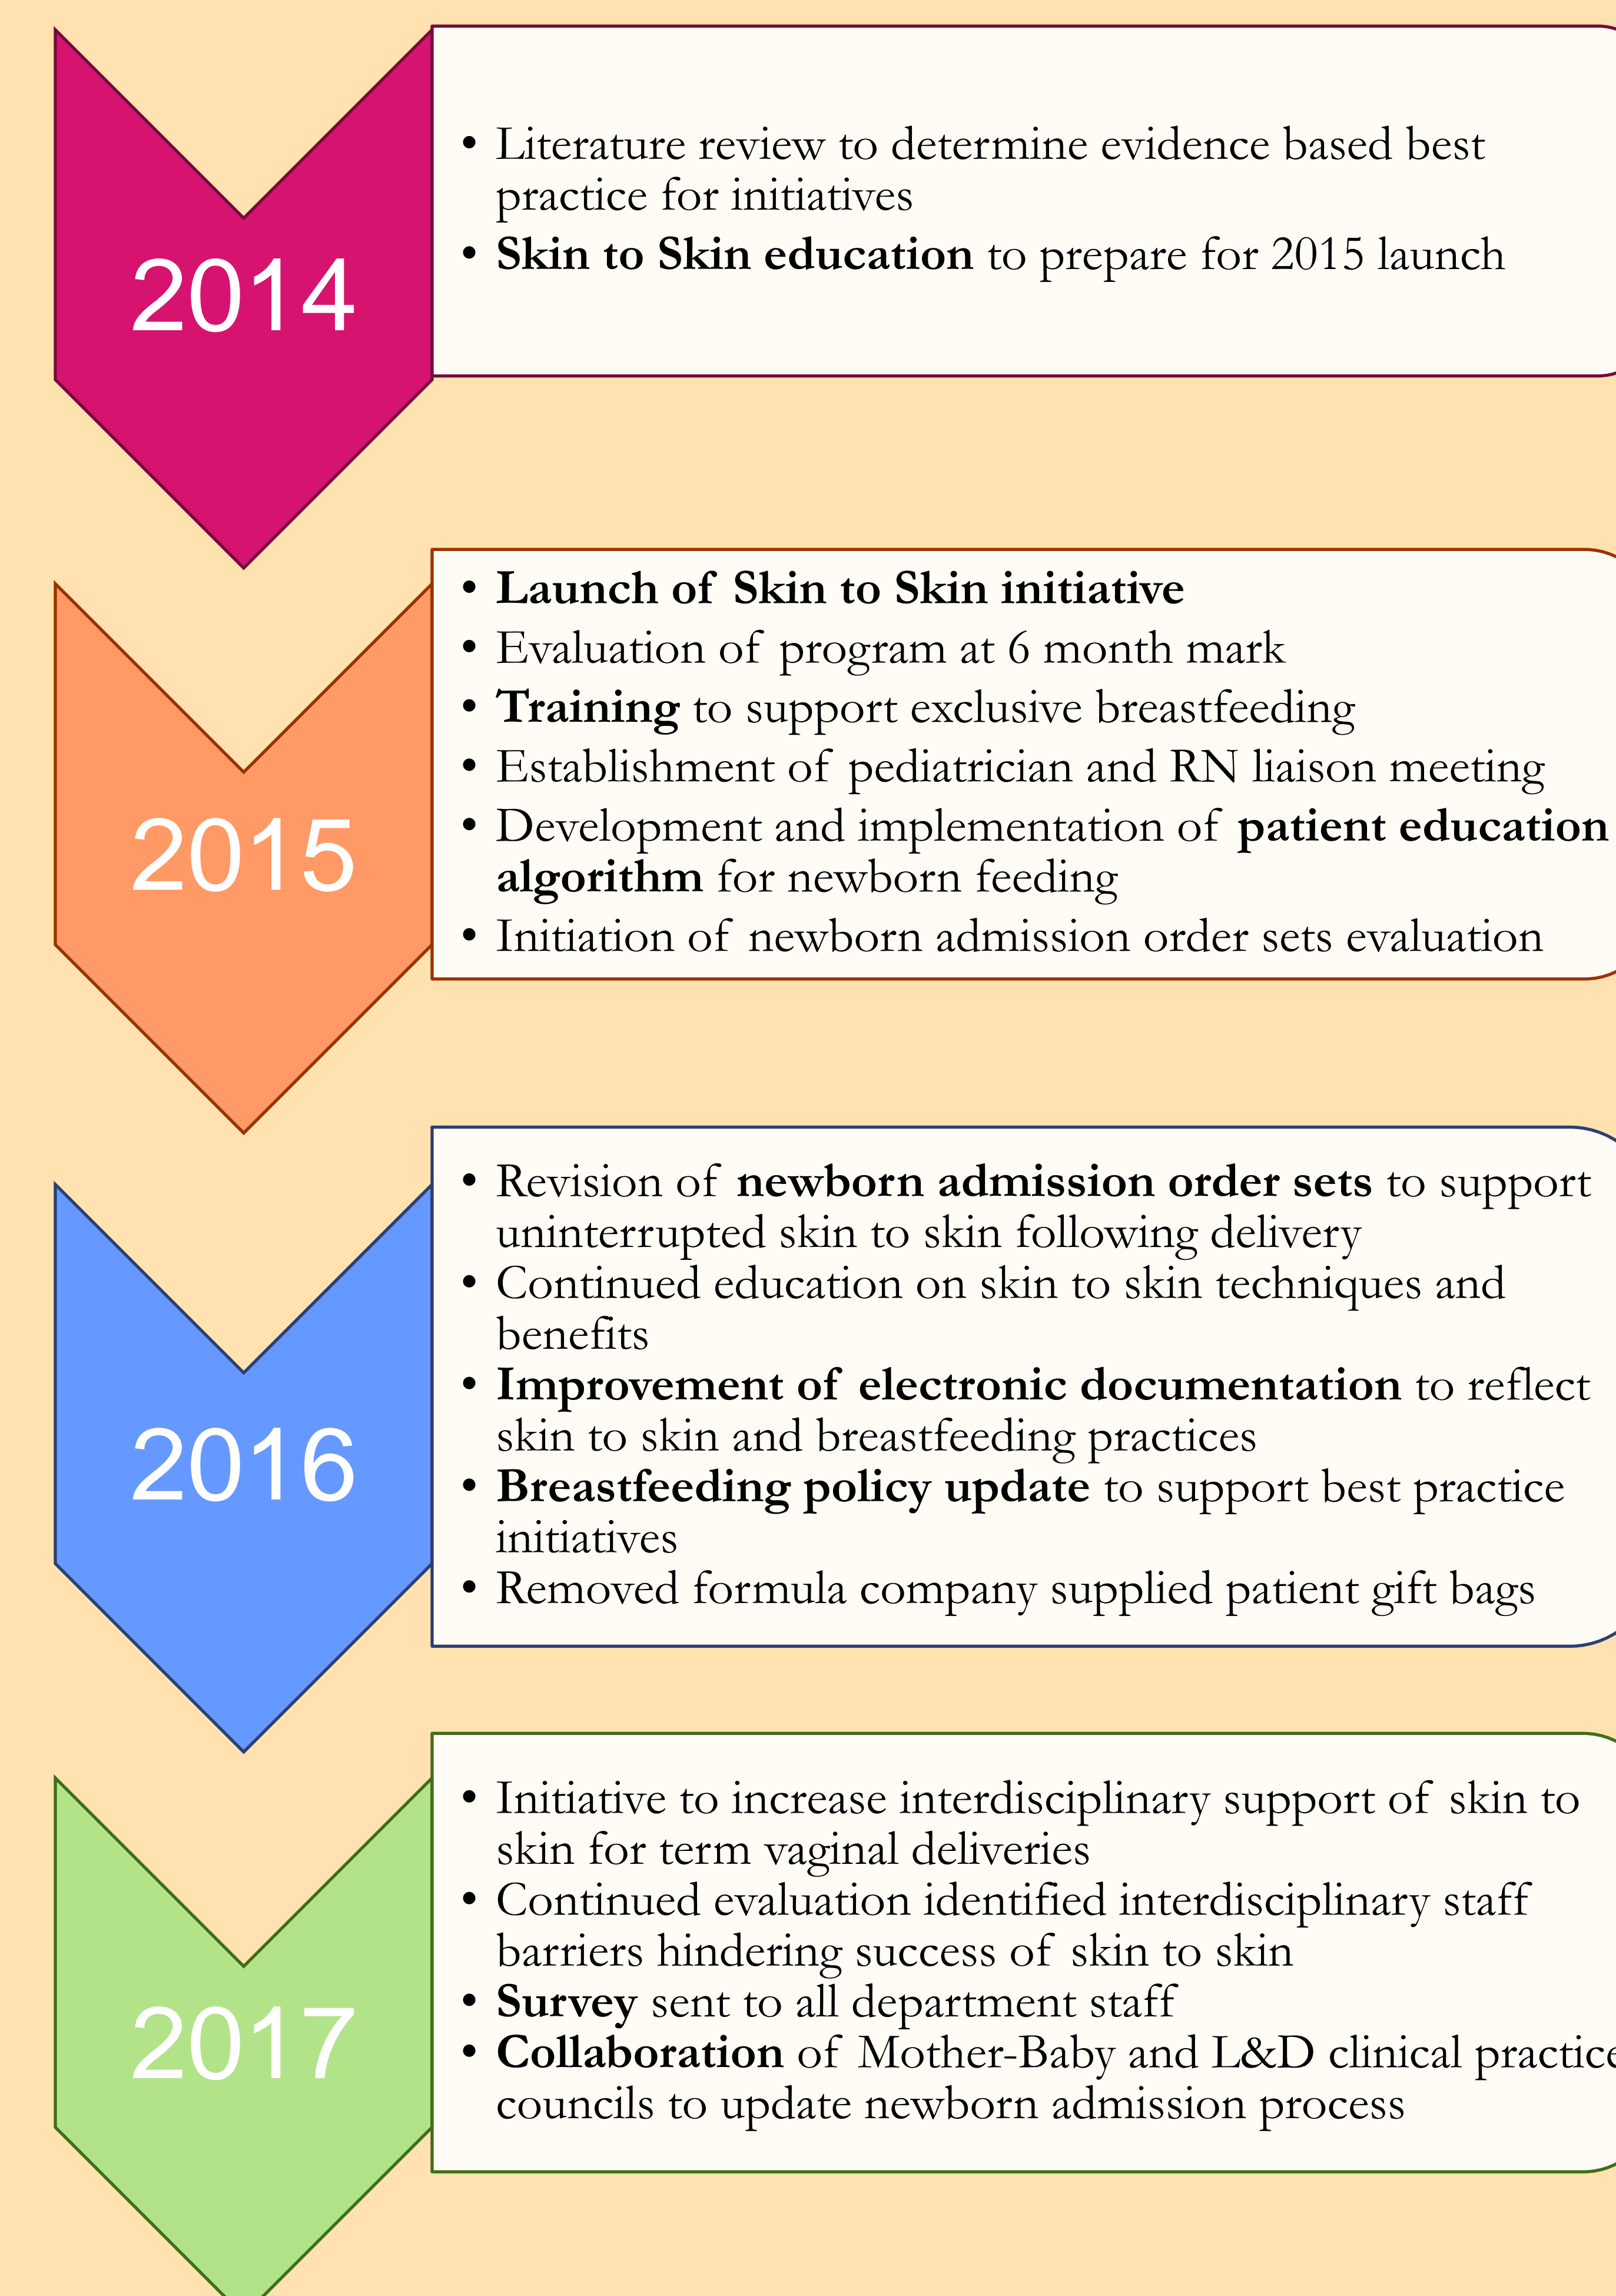 2014
• Literature review to determine evidence based best
practice for initiatives
• Skin to Skin education to prepare for 2015 launch
2015
• Launch of Skin to Skin initiative
• Evaluation of program at 6 month mark
• Training to support exclusive breastfeeding
• Establishment of pediatrician and RN liaison meeting
• Development and implementation of patient education
algorithm for newborn feeding
• Initiation of newborn admission order sets evaluation
2016
• Revision of newborn admission order sets to support
uninterrupted skin to skin following delivery
• Continued education on skin to skin techniques and
benefits
• Improvement of electronic documentation to reflect
skin to skin and breastfeeding practices
• Breastfeeding policy update to support best practice
initiatives
• Removed formula company supplied patient gift bags
2017
• Initiative to increase interdisciplinary support of skin to
skin for term vaginal deliveries
• Continued evaluation identified interdisciplinary staff
barriers hindering success of skin to skin
• Survey sent to all department staff
• Collaboration of Mother-Baby and L&D clinical practice
councils to update newborn admission process